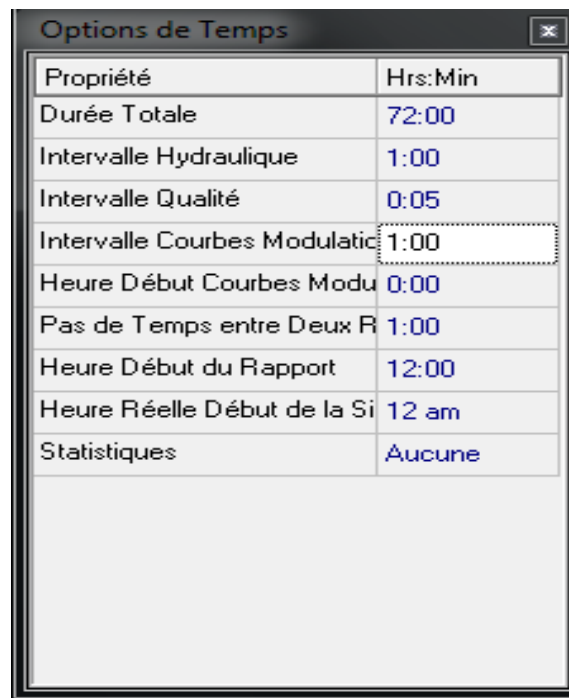 Options de Temps
Propriété Hrs:Min
Durée Totale 72:00
Intervalle Hydraulique 1:00
Intervalle Qualité 0:05
Intervalle Courbes Modulatic 1:00
Heure Début Courbes Modu 0:00
Pas de Temps entre Deux R 1:00
Heure Début du Rapport 12:00
Heure Réelle Début de la Si 12 am
Statistiques Aucune